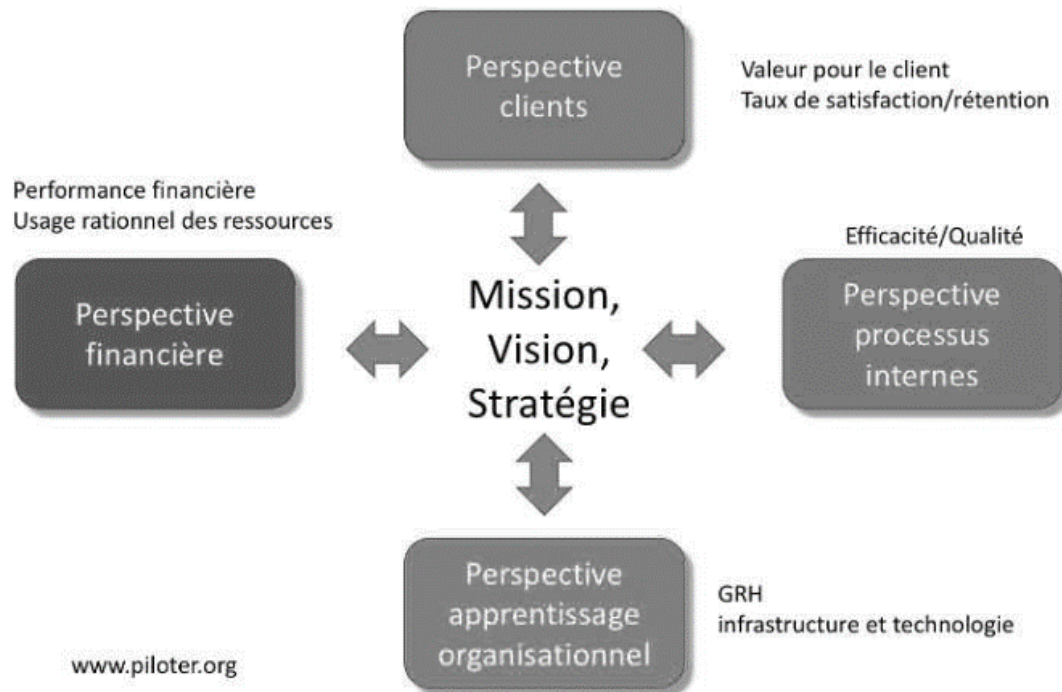 Perspective
clients
Valeur pour le client
Taux de satisfaction/rétention
Performance financière
Usage rationnel des ressources
Perspective
financière
Mission,
Vision,
Stratégie
Efficacité/Qualité
Perspective
processus
internes
Perspective
apprentissage
organisationnel
GRH
infrastructure et technologie
www.piloter.org